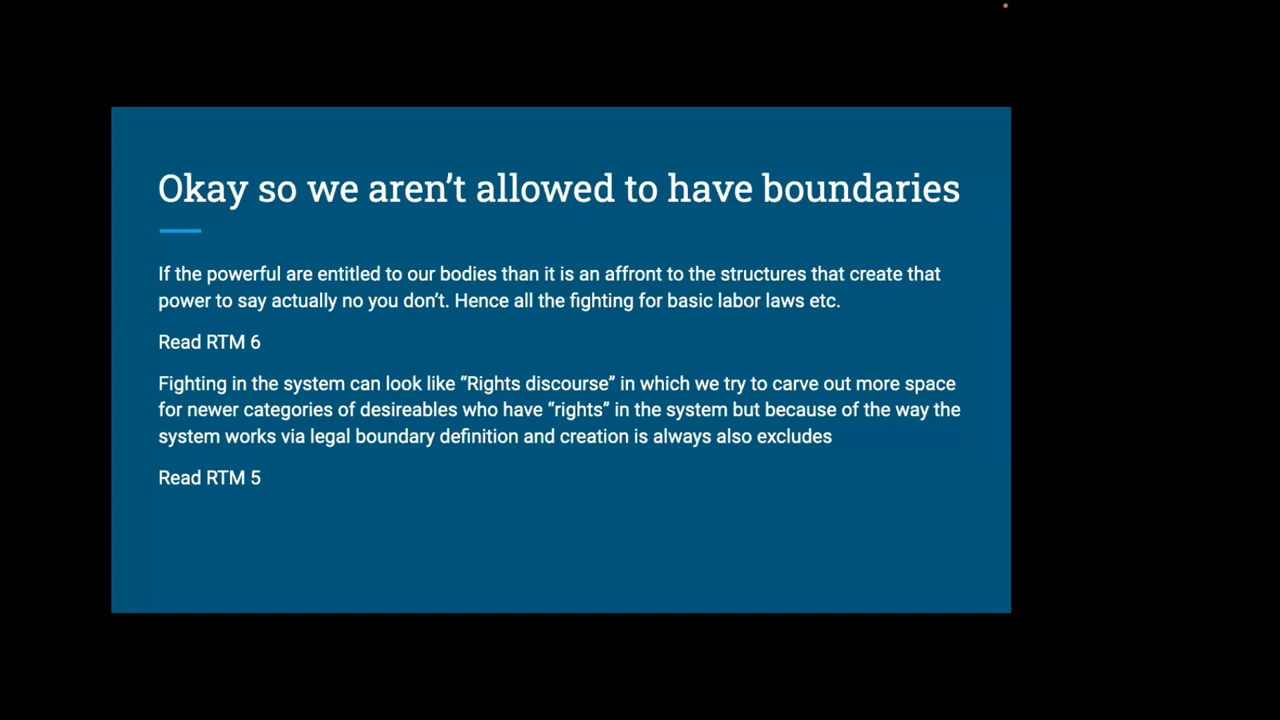 Okay so we aren’t allowed to have boundaries
If the powerful are entitled to our bodies than it is an affront to the structures that create that
power to say actually no you don’t. Hence all the fighting for basic labor laws etc.
Read RTM 6
Fighting in the system can look like “Rights discourse” in which we try to carve out more space
for newer categories of desireables who have “rights” in the system but because of the way the
system works via legal boundary definition and creation is always also excludes
Read RTM 5